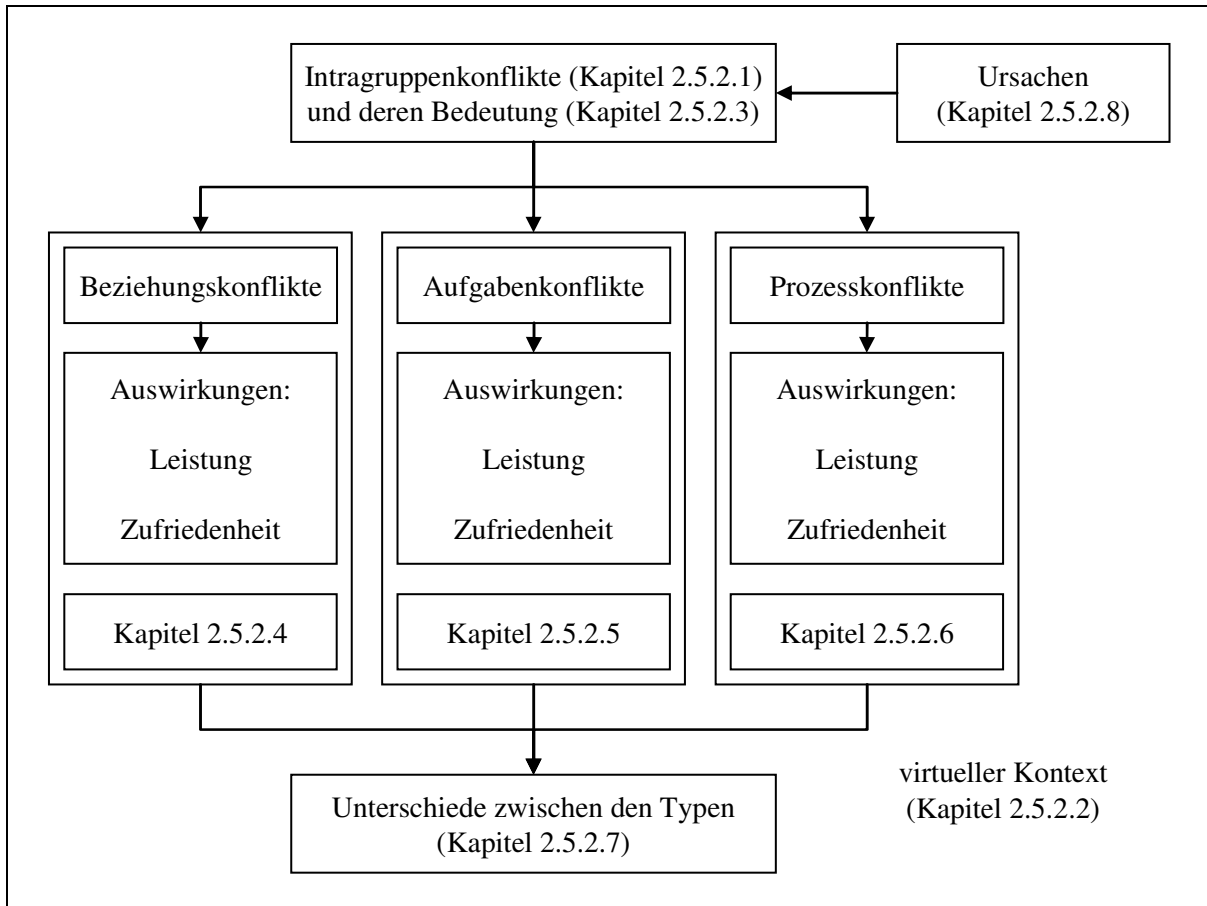 Intragruppenkonflikte (Kapitel 2.5.2.1)
und deren Bedeutung (Kapitel 2.5.2.3)
Ursachen
(Kapitel 2.5.2.8)
Beziehungskonflikte
Auswirkungen:
Leistung
Zufriedenheit
Kapitel 2.5.2.4
Aufgabenkonflikte
Auswirkungen:
Leistung
Zufriedenheit
Kapitel 2.5.2.5
Prozesskonflikte
Auswirkungen:
Leistung
Zufriedenheit
Kapitel 2.5.2.6
Unterschiede zwischen den Typen
(Kapitel 2.5.2.7)
virtueller Kontext
(Kapitel 2.5.2.2)